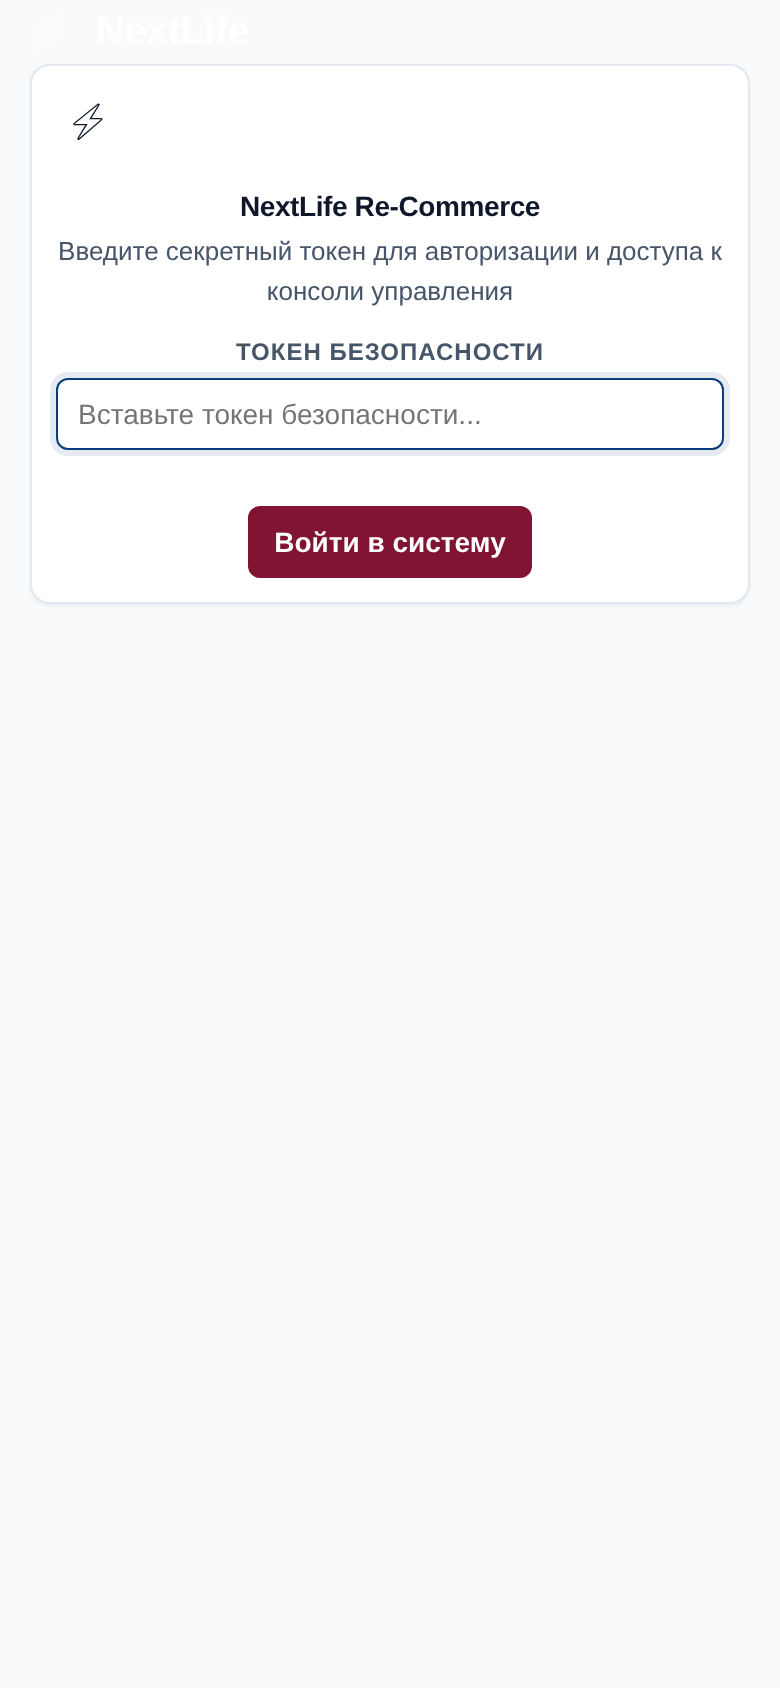 NextLife
NextLife Re-Commerce
Введите секретный токен для авторизации и доступа к
консоли управления
ТОКЕН БЕЗОПАСНОСТИ
Вставьте токен безопасности...
Войти в систему